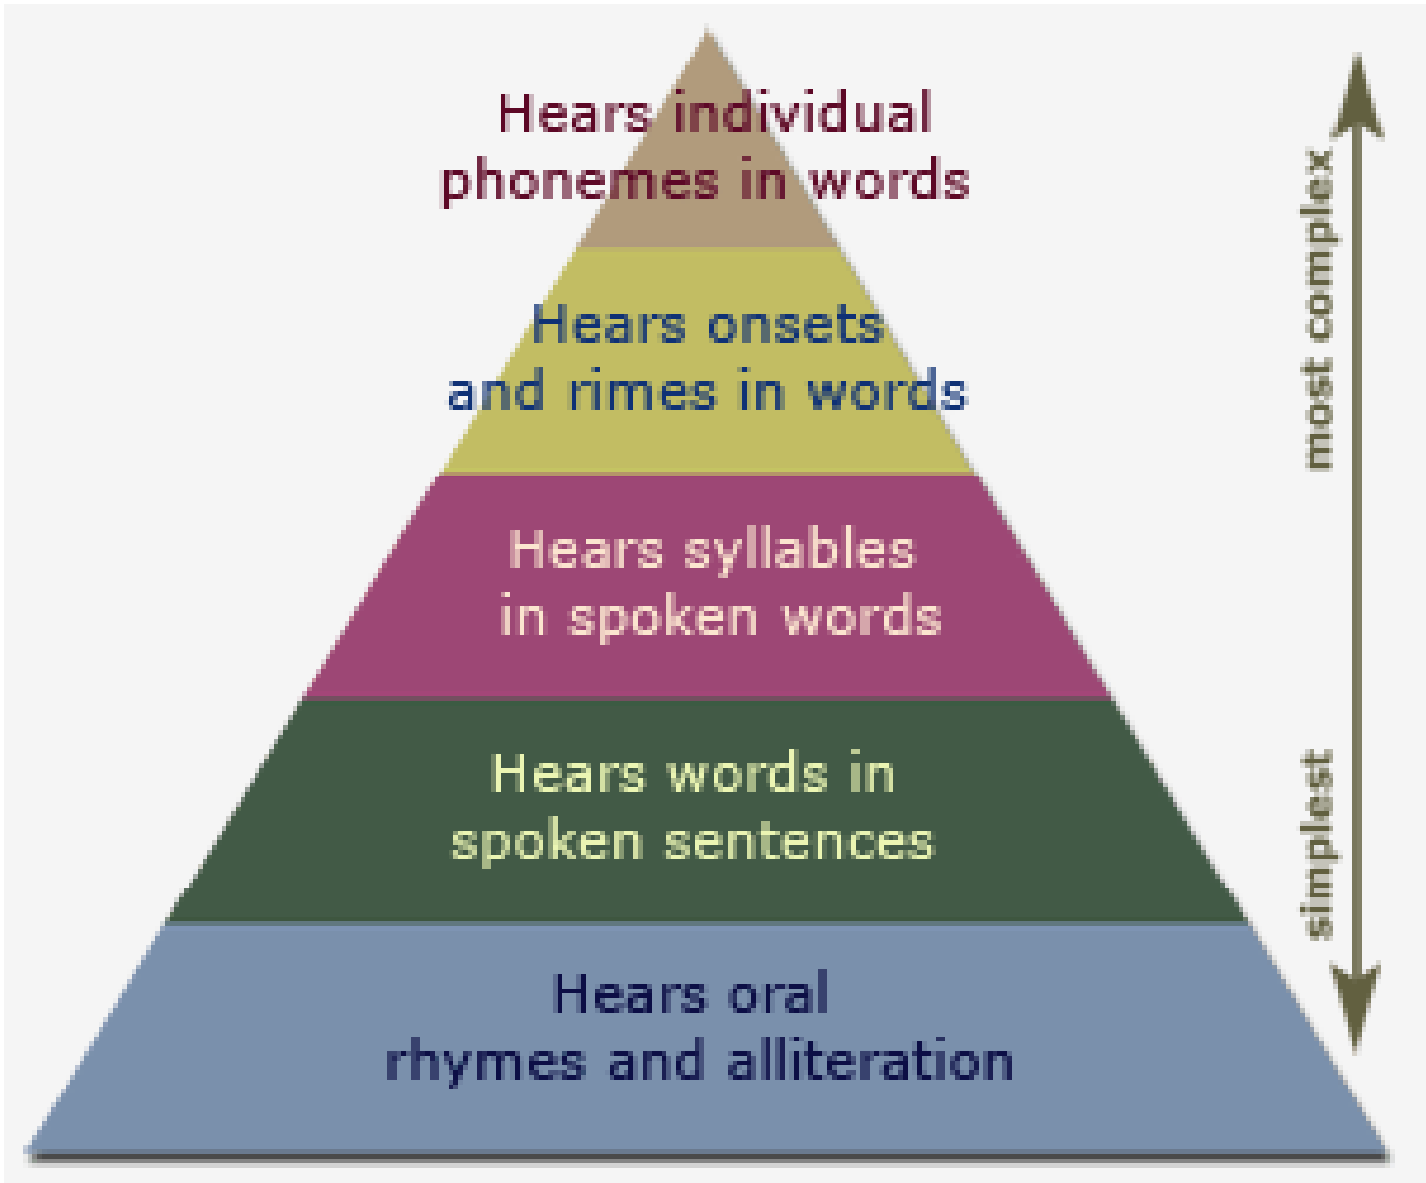 Hears individual
phonemes in words
Hears onsets
and rimes in words
Hears syllables
in spoken words
Hears words in
spoken sentences
Hears oral
rhymes and alliteration
most complex
simplest